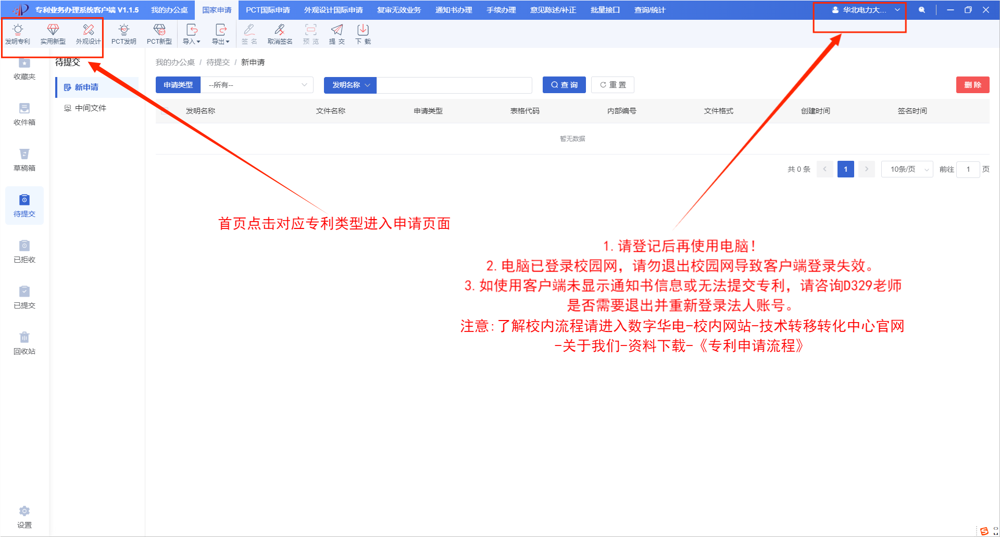 专利业务办理系统客户端 V1.1.5 我的办公桌 国家申请 PCT国际申请 外观设计国际申请 复审无效业务 通知书办理 手续办理 意见陈述/补正 批量接口 查询/统计 华北电力大...
发明专利 实用新型 外观设计 PCT发明 PCT新型 导入 导出 签 名 取消签名 预 览 提 交 下 载
收藏夹
收件箱
草稿箱
待提交
已拒收
已提交
回收站
设置
待提交
新申请
中间文件
我的办公桌 / 待提交 / 新申请
申请类型 --所有-- 发明名称 查 询 重 置 删 除
发明名称 文件名称 申请类型 表格代码 内部编号 文件格式 创建时间 签名时间
暂无数据
共 0 条 1 10条/页 前往 1 页
首页点击对应专利类型进入申请页面
1.请登记后再使用电脑！
2.电脑已登录校园网，请勿退出校园网导致客户端登录失效。
3.如使用客户端未显示通知书信息或无法提交专利，请咨询D329老师
是否需要退出并重新登录法人账号。
注意:了解校内流程请进入数字华电-校内网站-技术转移转化中心官网
-关于我们-资料下载-《专利申请流程》